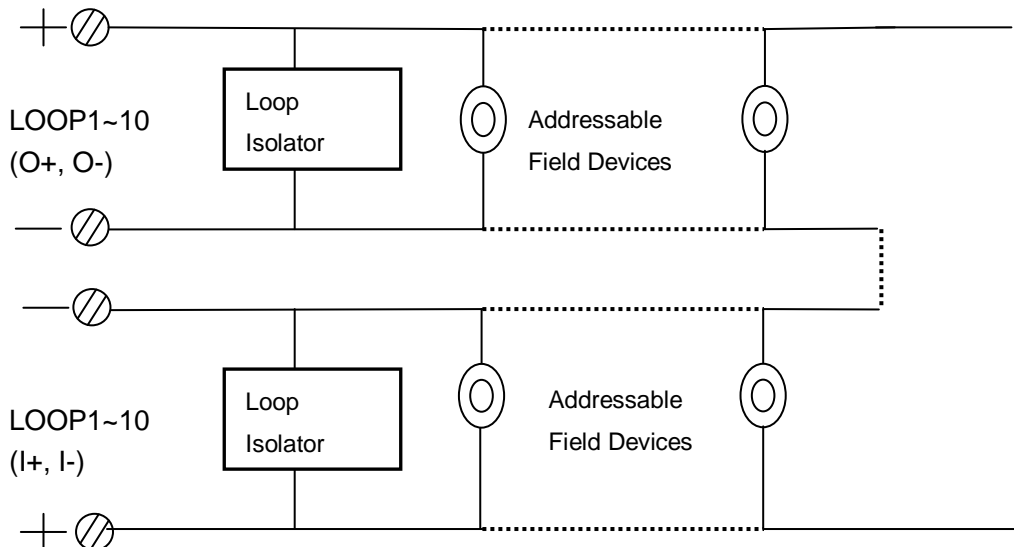 LOOP1~10
(O+, O-)
Loop
Isolator
Addressable
Field Devices
LOOP1~10
(I+, I-)
Loop
Isolator
Addressable
Field Devices